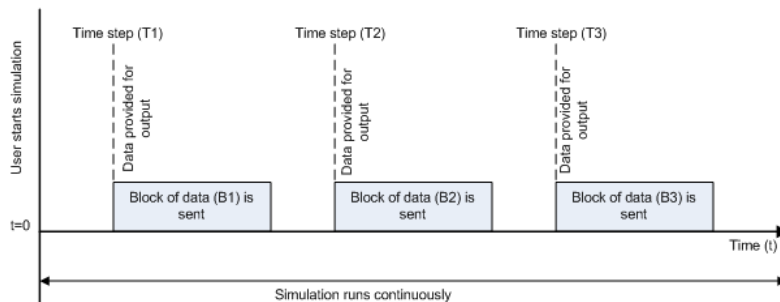 User starts simulation
t=0
Time step (T1)
Data provided for
output
Block of data (B1) is
sent
Time step (T2)
Data provided for
output
Block of data (B2) is
sent
Time step (T3)
Data provided for
output
Block of data (B3) is
sent
Time (t)
Simulation runs continuously